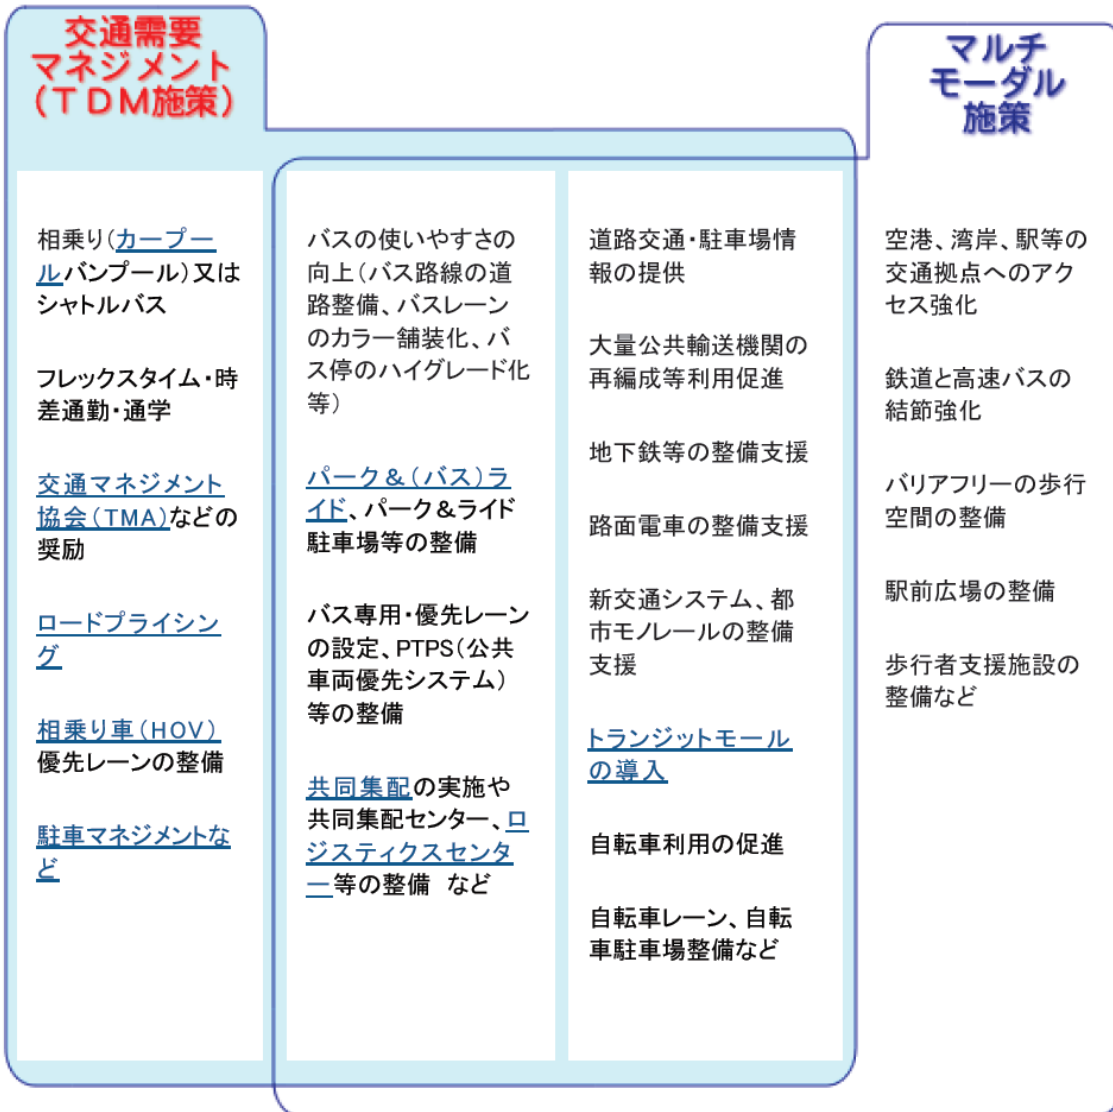 交通需要
マネジメント
（ＴＤＭ施策）
マルチ
モーダル
施策
相乗り（カープー
ルバンプール）又は
シャトルバス
フレックスタイム・時
差通勤・通学
交通マネジメント
協会（TMA）などの
奨励
ロードプライシン
グ
相乗り車（HOV）
優先レーンの整備
駐車マネジメントな
ど
バスの使いやすさの
向上（バス路線の道
路整備、バスレーン
のカラー舗装化、バ
ス停のハイグレード化
等）
パーク＆（バス）ラ
イド、パーク＆ライド
駐車場等の整備
バス専用・優先レーン
の設定、PTPS（公共
車両優先システム）
等の整備
共同集配の実施や
共同集配センター、ロ
ジスティクスセンタ
ー等の整備　など
道路交通・駐車場情
報の提供
大量公共輸送機関の
再編成等利用促進
地下鉄等の整備支援
路面電車の整備支援
新交通システム、都
市モノレールの整備
支援
トランジットモール
の導入
自転車利用の促進
自転車レーン、自転
車駐車場整備など
空港、湾岸、駅等の
交通拠点へのアク
セス強化
鉄道と高速バスの
結節強化
バリアフリーの歩行
空間の整備
駅前広場の整備
歩行者支援施設の
整備など